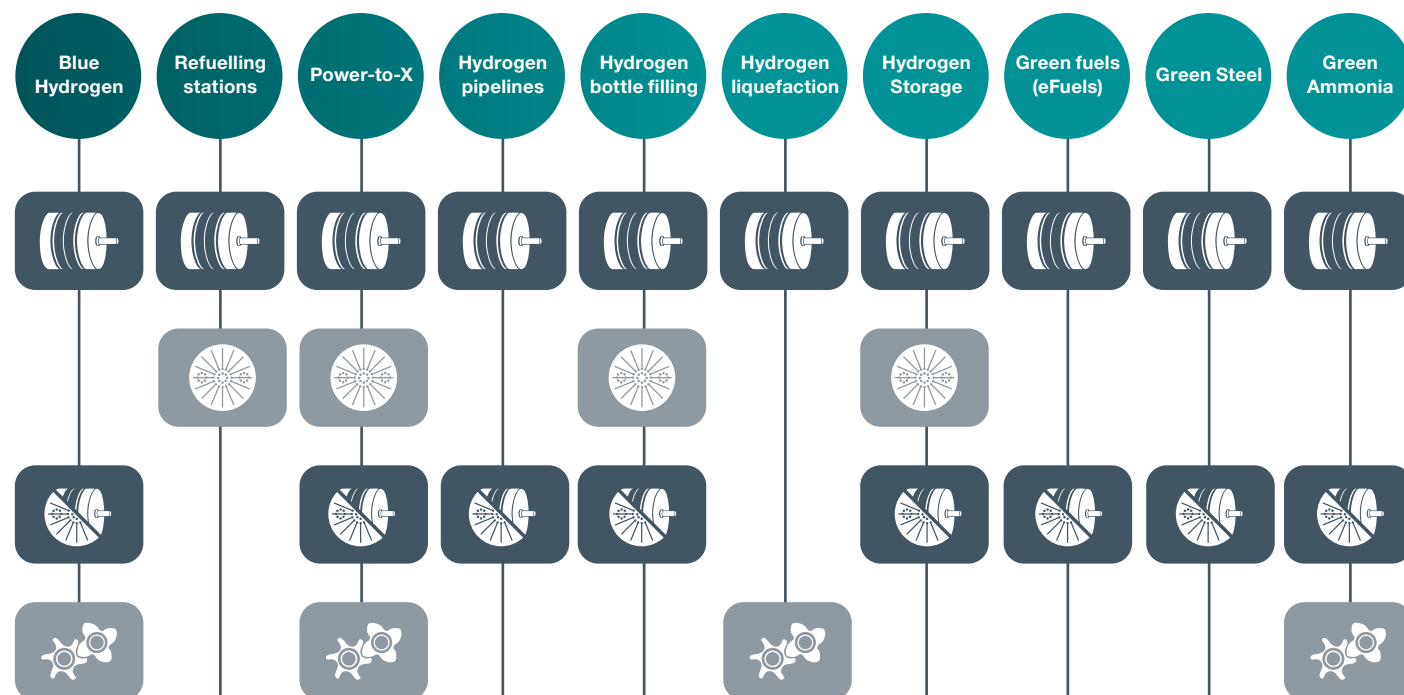 Blue
Hydrogen
Refuelling
stations
Power-to-X
Hydrogen
pipelines
Hydrogen
bottle filling
Hydrogen
liquefaction
Hydrogen
Storage
Green fuels
(eFuels)
Green Steel
Green
Ammonia